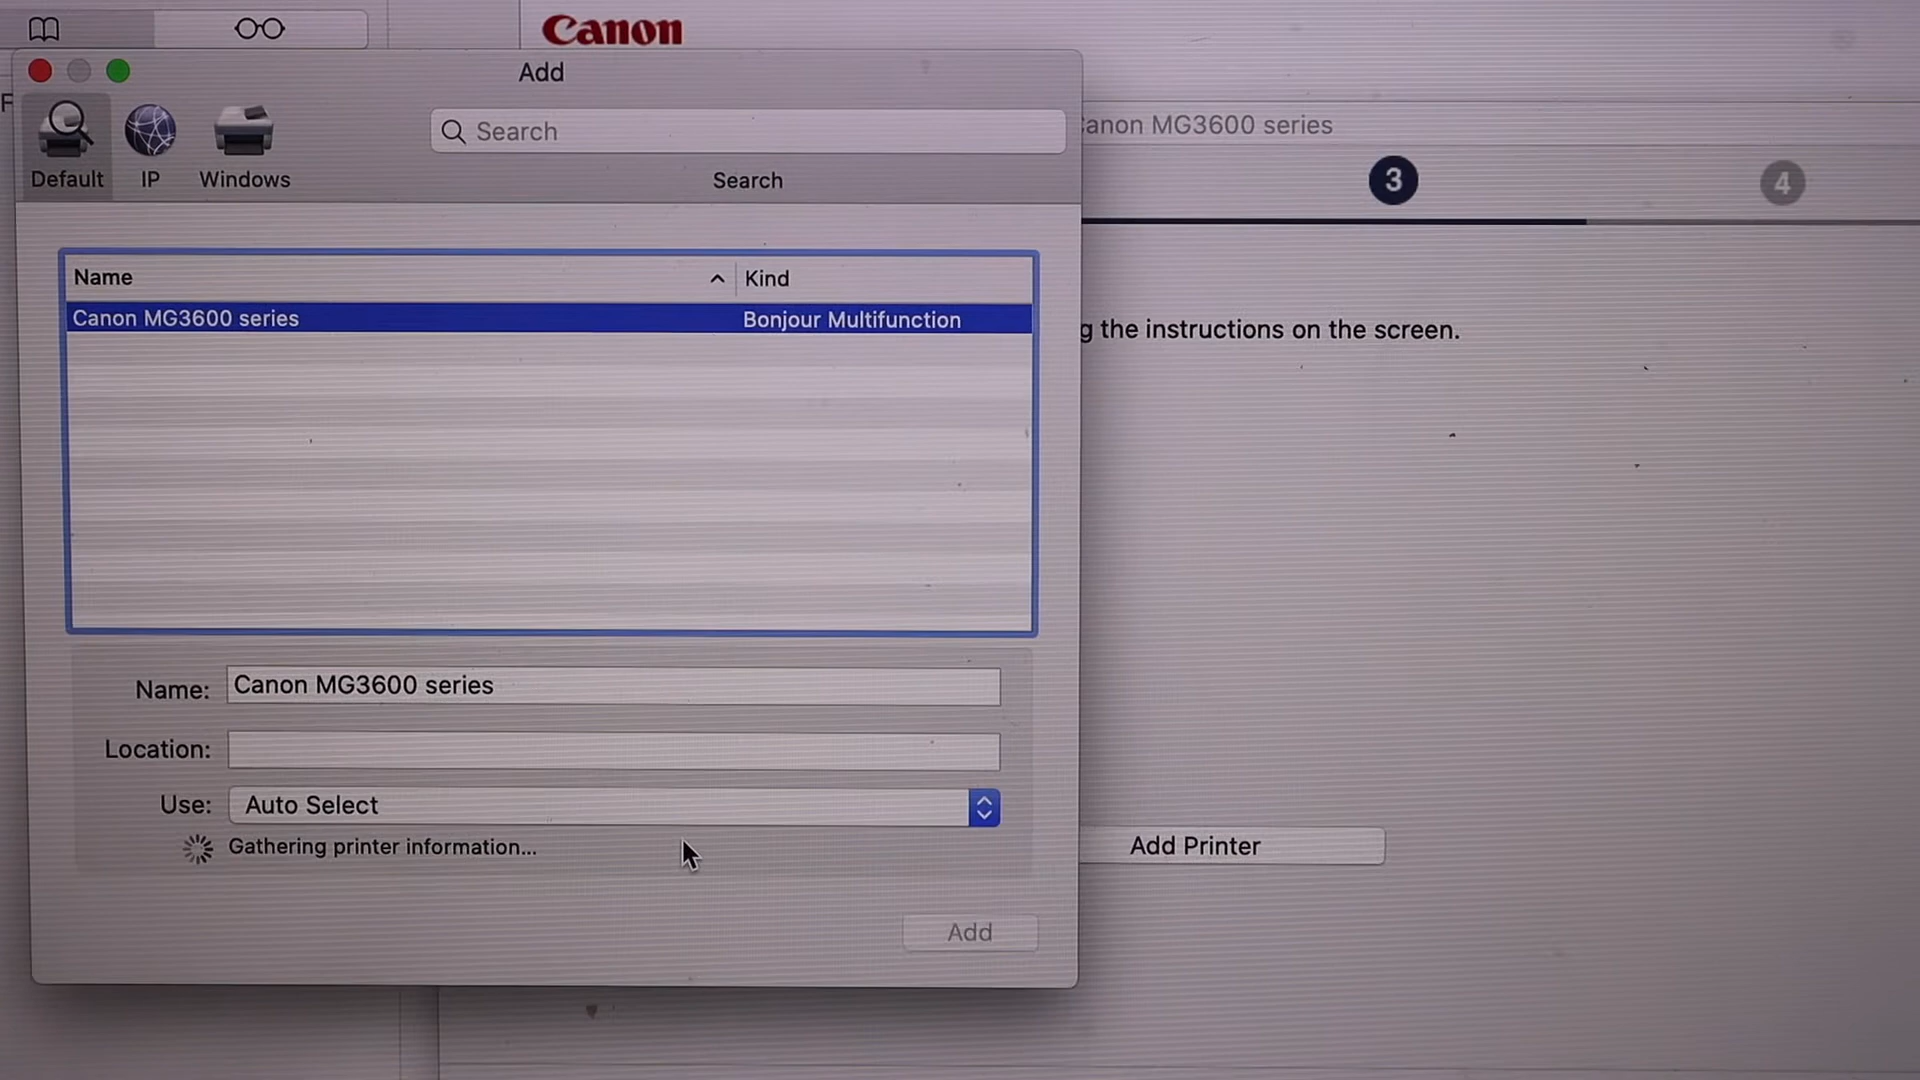 Canon
Add
F
Default
IP
Windows
Search
Search
anon MG3600 series
3
4
Name
Kind
Canon MG3600 series
Bonjour Multifunction
g the instructions on the screen.
Name:
Canon MG3600 series
Location:
Use:
Auto Select
Gathering printer information...
Add Printer
Add